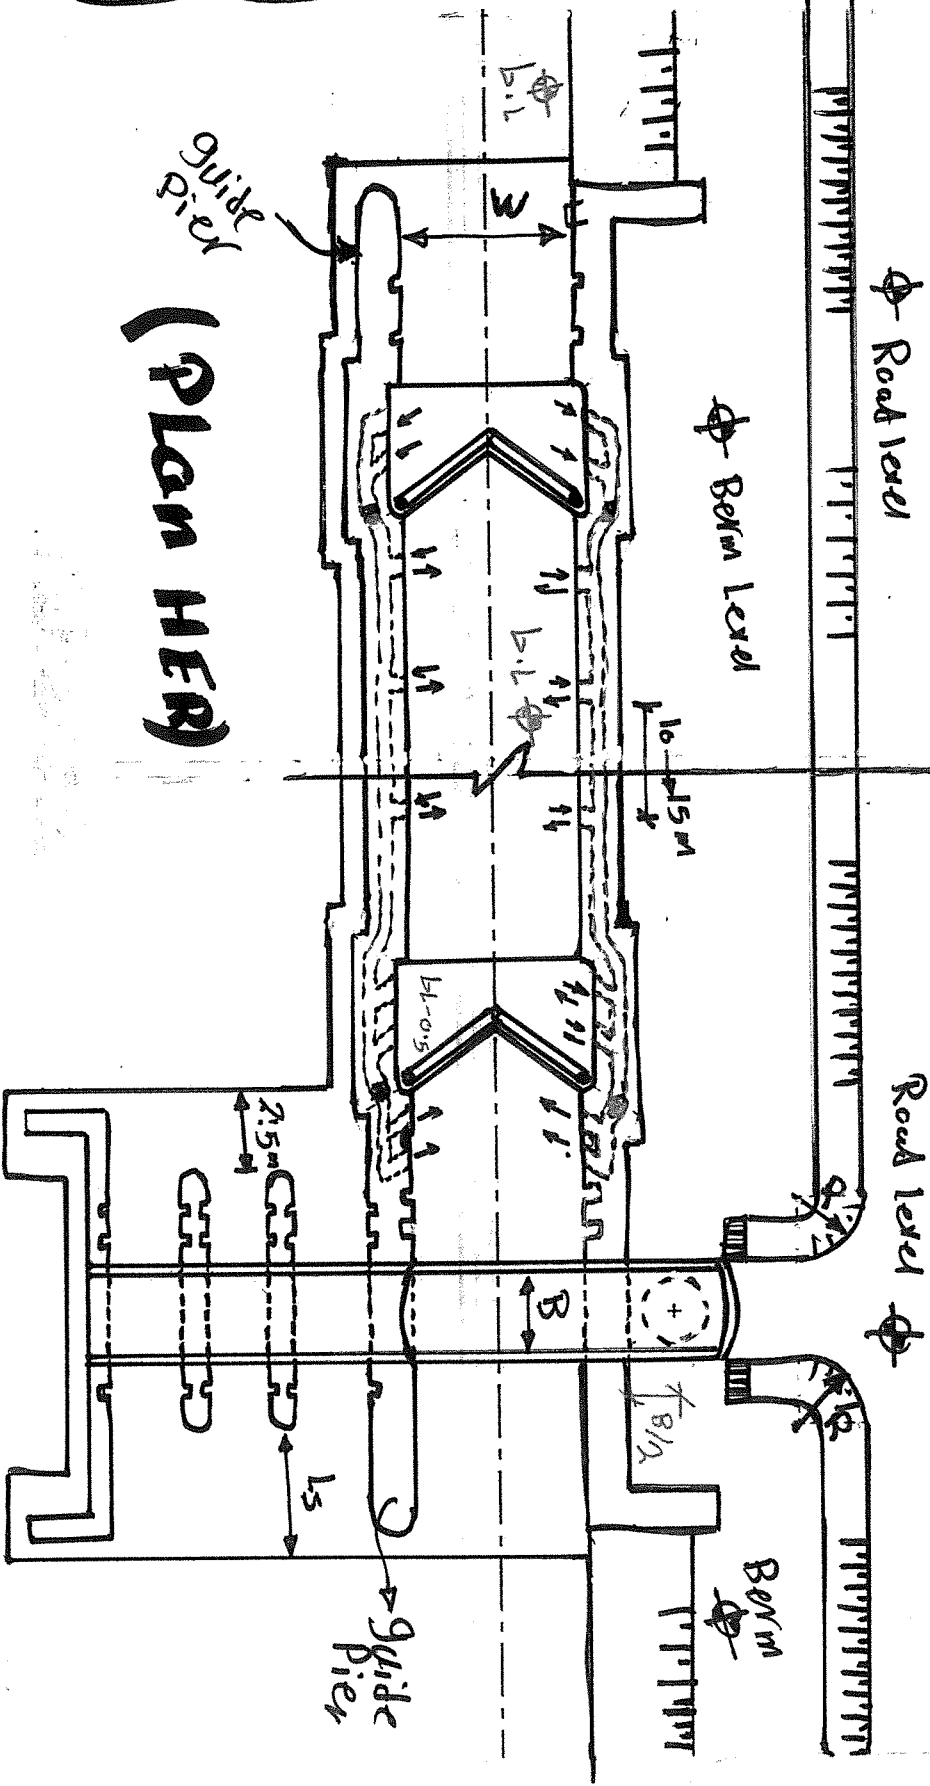 Road level
Road level
Berm Level
Berm
10 → 15m
b.L
b.L
W
guide
Pier
(PLan HER)
LL-0.5
2.5m
B
B/2
R
R
Ls
guide
Pier